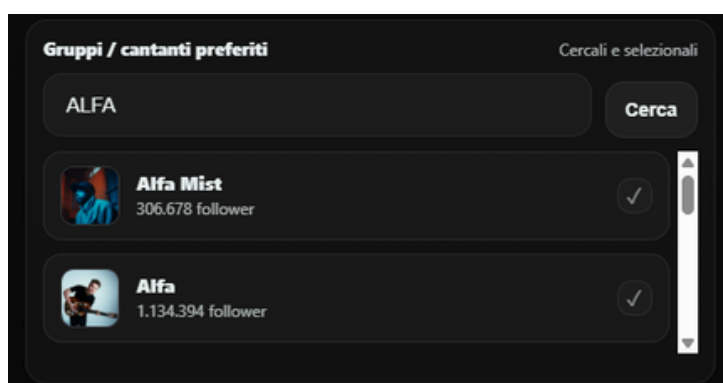 Gruppi / cantanti preferiti
Cercali e selezionali
ALFA
Cerca
Alfa Mist
306.678 follower
Alfa
1.134.394 follower